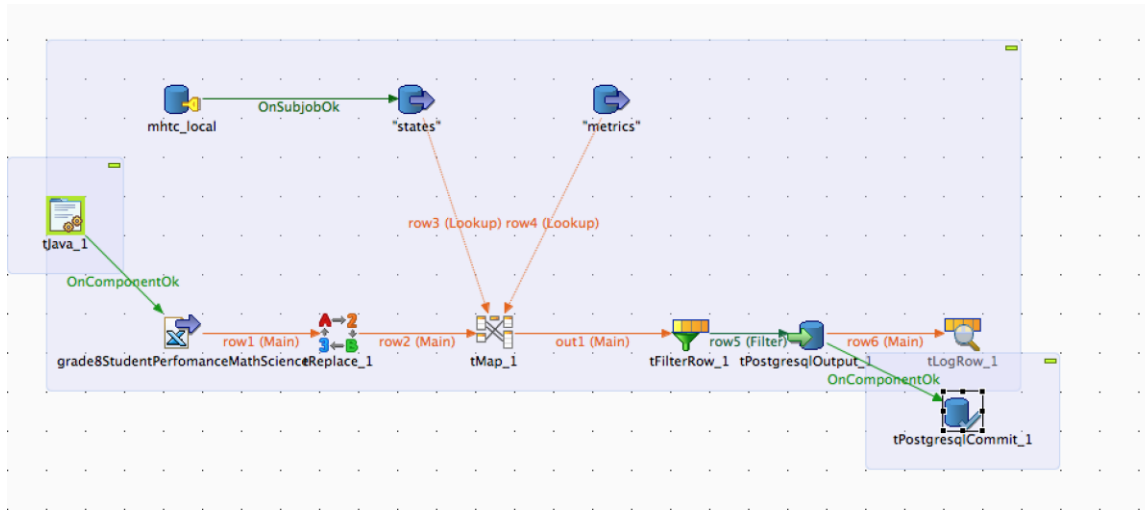 OnSubjobOk
mhtc_local
"states"
"metrics"
row3 (Lookup)
row4 (Lookup)
tJava_1
OnComponentOk
row1 (Main)
row2 (Main)
out1 (Main)
row5 (Filter)
row6 (Main)
grade8StudentPerfomanceMathScience
tReplace_1
tMap_1
tFilterRow_1
tPostgresqlOutput_1
tLogRow_1
OnComponentOk
tPostgresqlCommit_1